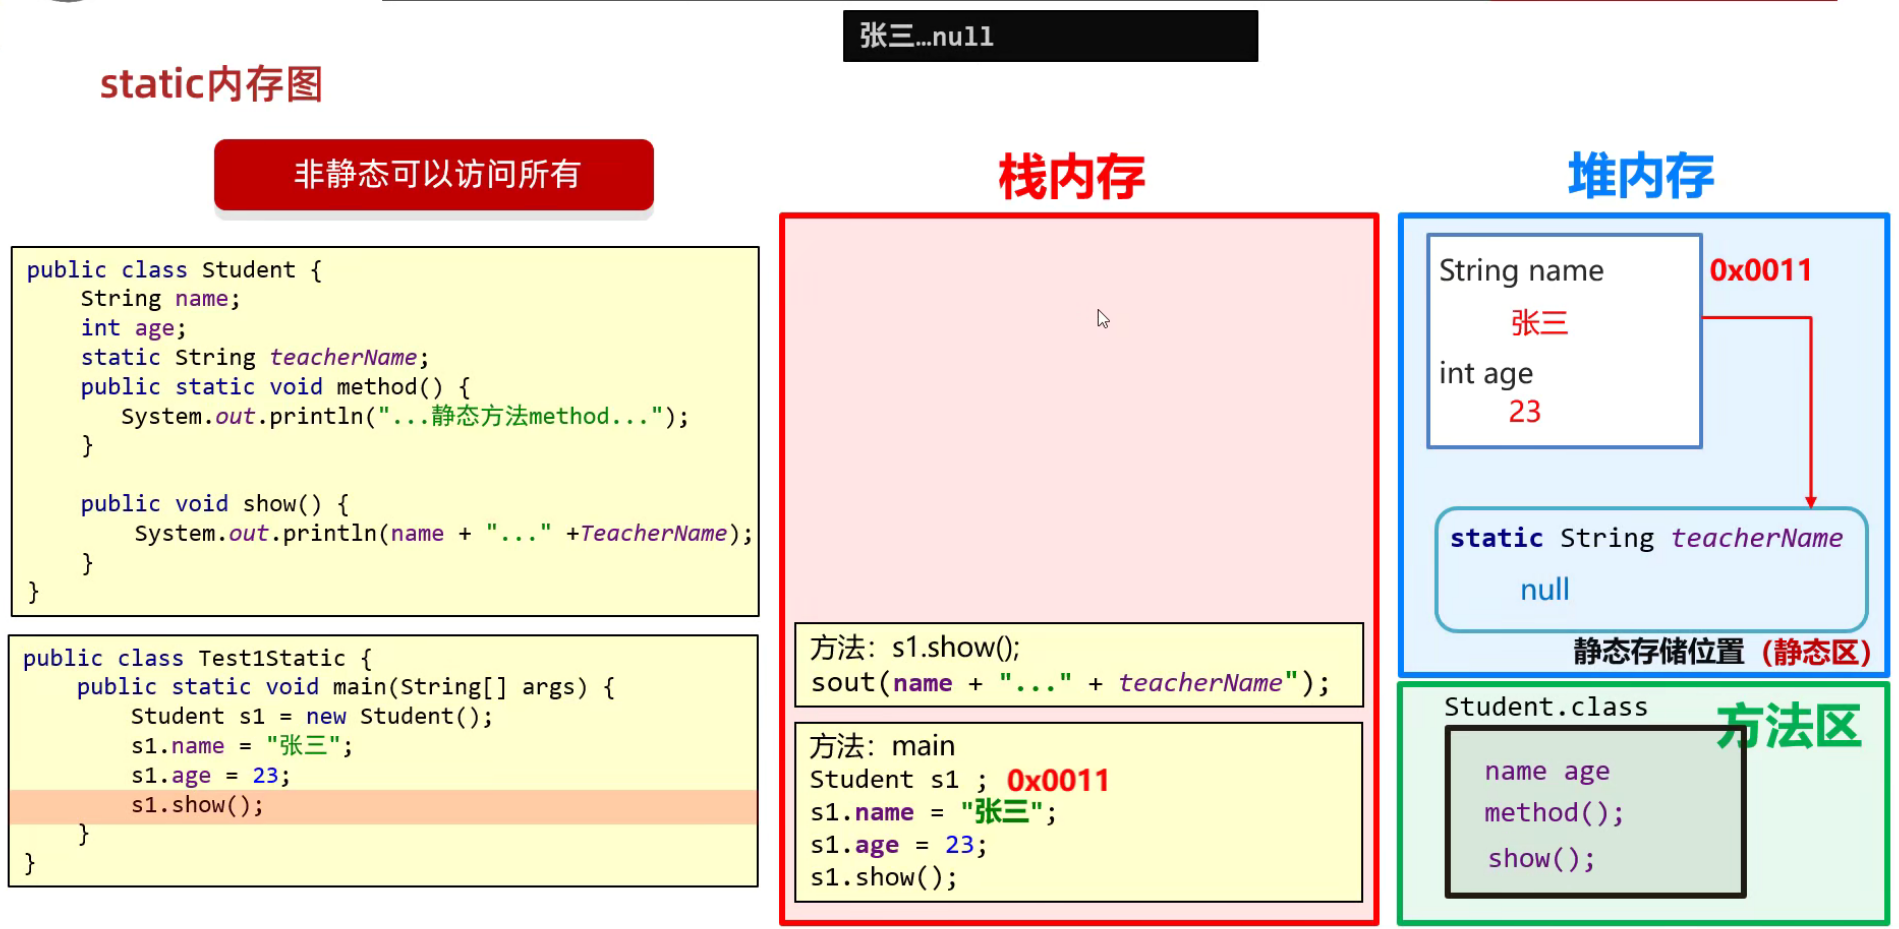 张三…null
static内存图
非静态可以访问所有
public class Student {
    String name;
    int age;
    static String teacherName;
    public static void method() {
       System.out.println("...静态方法method...");
    }
    public void show() {
        System.out.println(name + "..." +TeacherName);
    }
}
public class Test1Static {
    public static void main(String[] args) {
        Student s1 = new Student();
        s1.name = "张三";
        s1.age = 23;
        s1.show();
    }
}
栈内存
方法：s1.show();
sout(name + "..." + teacherName");
方法：main
Student s1 ; 0x0011
s1.name = "张三";
s1.age = 23;
s1.show();
堆内存
String name
0x0011
张三
int age
23
static String teacherName
null
静态存储位置（静态区）
Student.class
方法区
name age
method();
show();